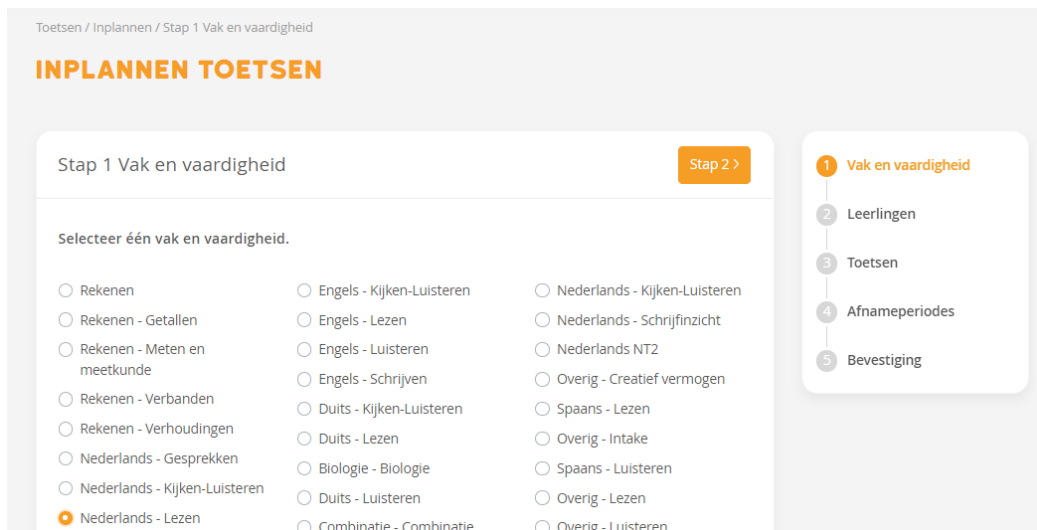 Toetsen / Inplannen / Stap 1 Vak en vaardigheid
INPLANNEN TOETSEN
Stap 1 Vak en vaardigheid
Stap 2 >
Selecteer één vak en vaardigheid.
Rekenen
Rekenen - Getallen
Rekenen - Meten en
meetkunde
Rekenen - Verbanden
Rekenen - Verhoudingen
Nederlands - Gesprekken
Nederlands - Kijken-Luisteren
Nederlands - Lezen
Engels - Kijken-Luisteren
Engels - Lezen
Engels - Luisteren
Engels - Schrijven
Duits - Kijken-Luisteren
Duits - Lezen
Biologie - Biologie
Duits - Luisteren
Combinatie - Combinatie
Nederlands - Kijken-Luisteren
Nederlands - Schrijfinzicht
Nederlands NT2
Overig - Creatief vermogen
Spaans - Lezen
Overig - Intake
Spaans - Luisteren
Overig - Lezen
Overig - Luisteren
1 Vak en vaardigheid
2 Leerlingen
3 Toetsen
4 Afnameperiodes
5 Bevestiging